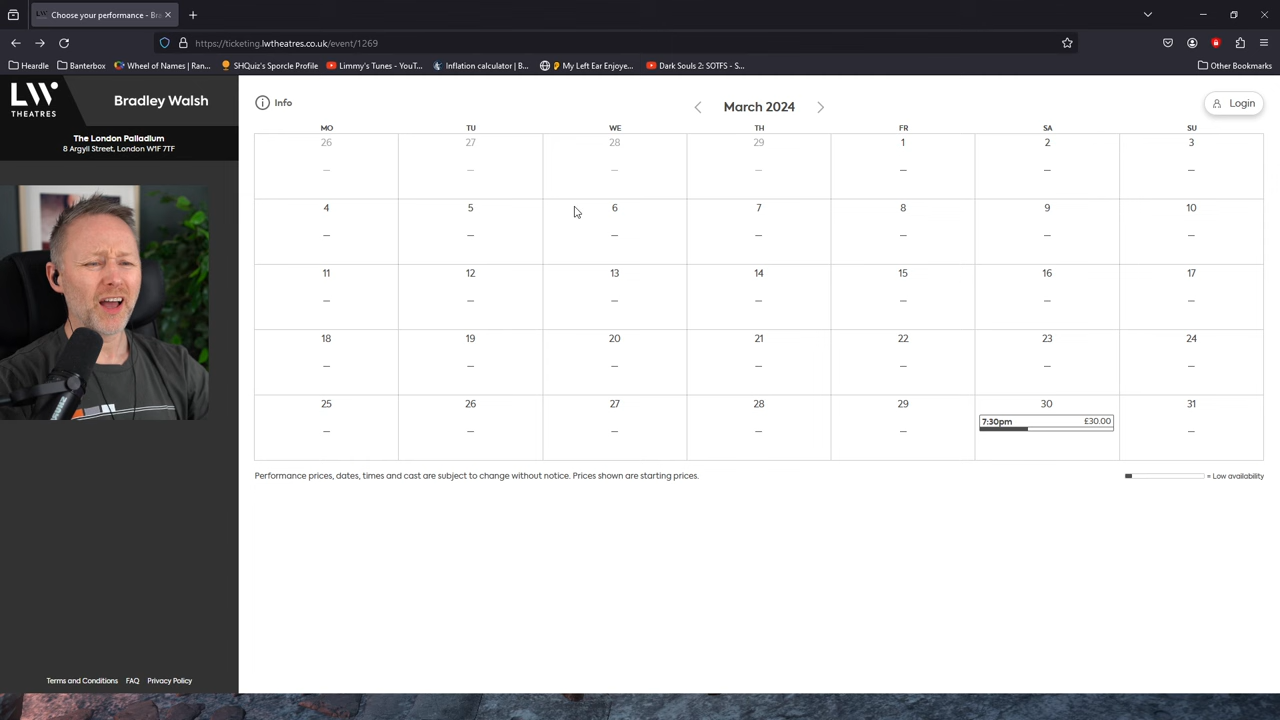 Choose your performance - Bra
https://ticketing.lwtheatres.co.uk/event/1269
Heardle
Banterbox
Wheel of Names | Ran...
SHQuiz's Sporcle Profile
Limmy's Tunes - YouT...
Inflation calculator | B...
My Left Ear Enjoye...
Dark Souls 2: SOTFS - S...
Other Bookmarks
LW
THEATRES
Bradley Walsh
The London Palladium
8 Argyll Street, London W1F 7TF
Info
March 2024
Login
MO TU WE TH FR SA SU
26 27 28 29 1 2 3
— — — — — — —
4 5 6 7 8 9 10
— — — — — — —
11 12 13 14 15 16 17
— — — — — — —
18 19 20 21 22 23 24
— — — — — — —
25 26 27 28 29 30 31
— — — — — 7:30pm £30.00 —
Performance prices, dates, times and cast are subject to change without notice. Prices shown are starting prices.
= Low availability
Terms and Conditions FAQ Privacy Policy